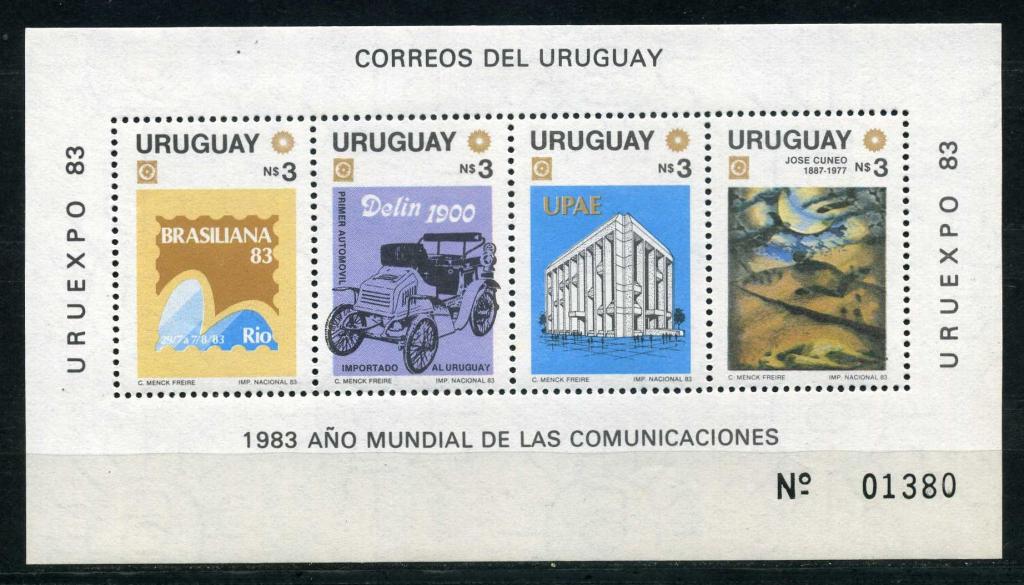 CORREOS DEL URUGUAY
URUEXPO 83
URUGUAY
N$ 3
BRASILIANA
83
29/7 a 7/8/83 Rio
C. MENCK FREIRE IMP. NACIONAL 83
URUGUAY
N$ 3
Delin 1900
PRIMER AUTOMOVIL
IMPORTADO AL URUGUAY
C. MENCK FREIRE IMP. NACIONAL 83
URUGUAY
N$ 3
UPAE
C. MENCK FREIRE IMP. NACIONAL 83
URUGUAY
JOSE CUNEO
1887-1977
N$ 3
C. MENCK FREIRE IMP. NACIONAL 83
URUEXPO 83
1983 AÑO MUNDIAL DE LAS COMUNICACIONES
Nº 01380